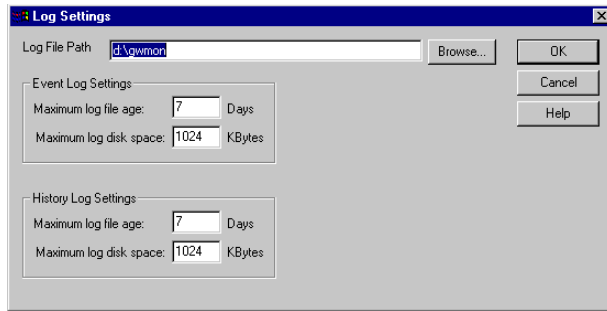 Log Settings
Log File Path d:\gwmon Browse... OK
Cancel
Help
Event Log Settings
Maximum log file age: 7 Days
Maximum log disk space: 1024 KBytes
History Log Settings
Maximum log file age: 7 Days
Maximum log disk space: 1024 KBytes